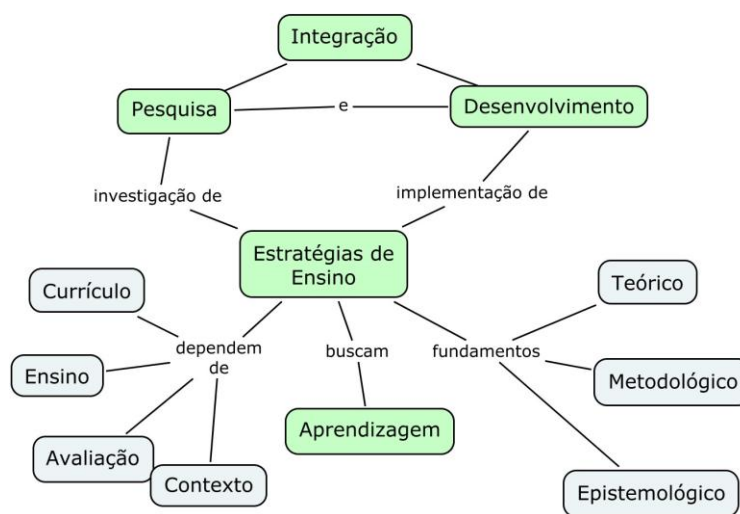 Integração
Pesquisa
e
Desenvolvimento
investigação de
implementação de
Estratégias de
Ensino
Currículo
Teórico
dependem
de
buscam
fundamentos
Ensino
Metodológico
Aprendizagem
Avaliação
Contexto
Epistemológico